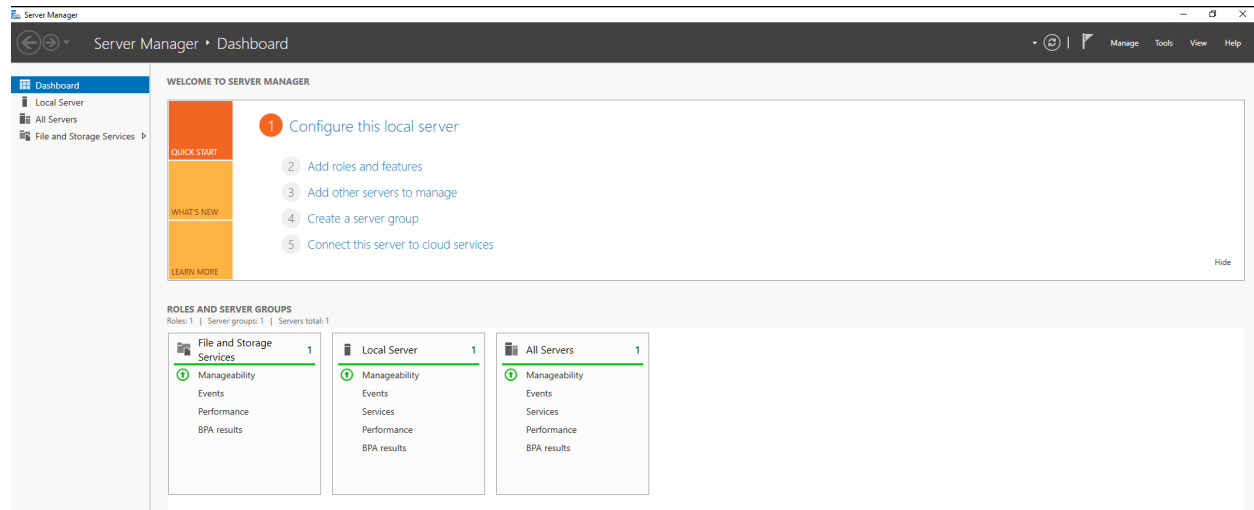 Server Manager
Server Manager • Dashboard
Manage Tools View Help
Dashboard
Local Server
All Servers
File and Storage Services
WELCOME TO SERVER MANAGER
QUICK START
WHAT'S NEW
LEARN MORE
1 Configure this local server
2 Add roles and features
3 Add other servers to manage
4 Create a server group
5 Connect this server to cloud services
Hide
ROLES AND SERVER GROUPS
Roles: 1 | Server groups: 1 | Servers total: 1
File and Storage
Services 1
Manageability
Events
Performance
BPA results
Local Server 1
Manageability
Events
Services
Performance
BPA results
All Servers 1
Manageability
Events
Services
Performance
BPA results